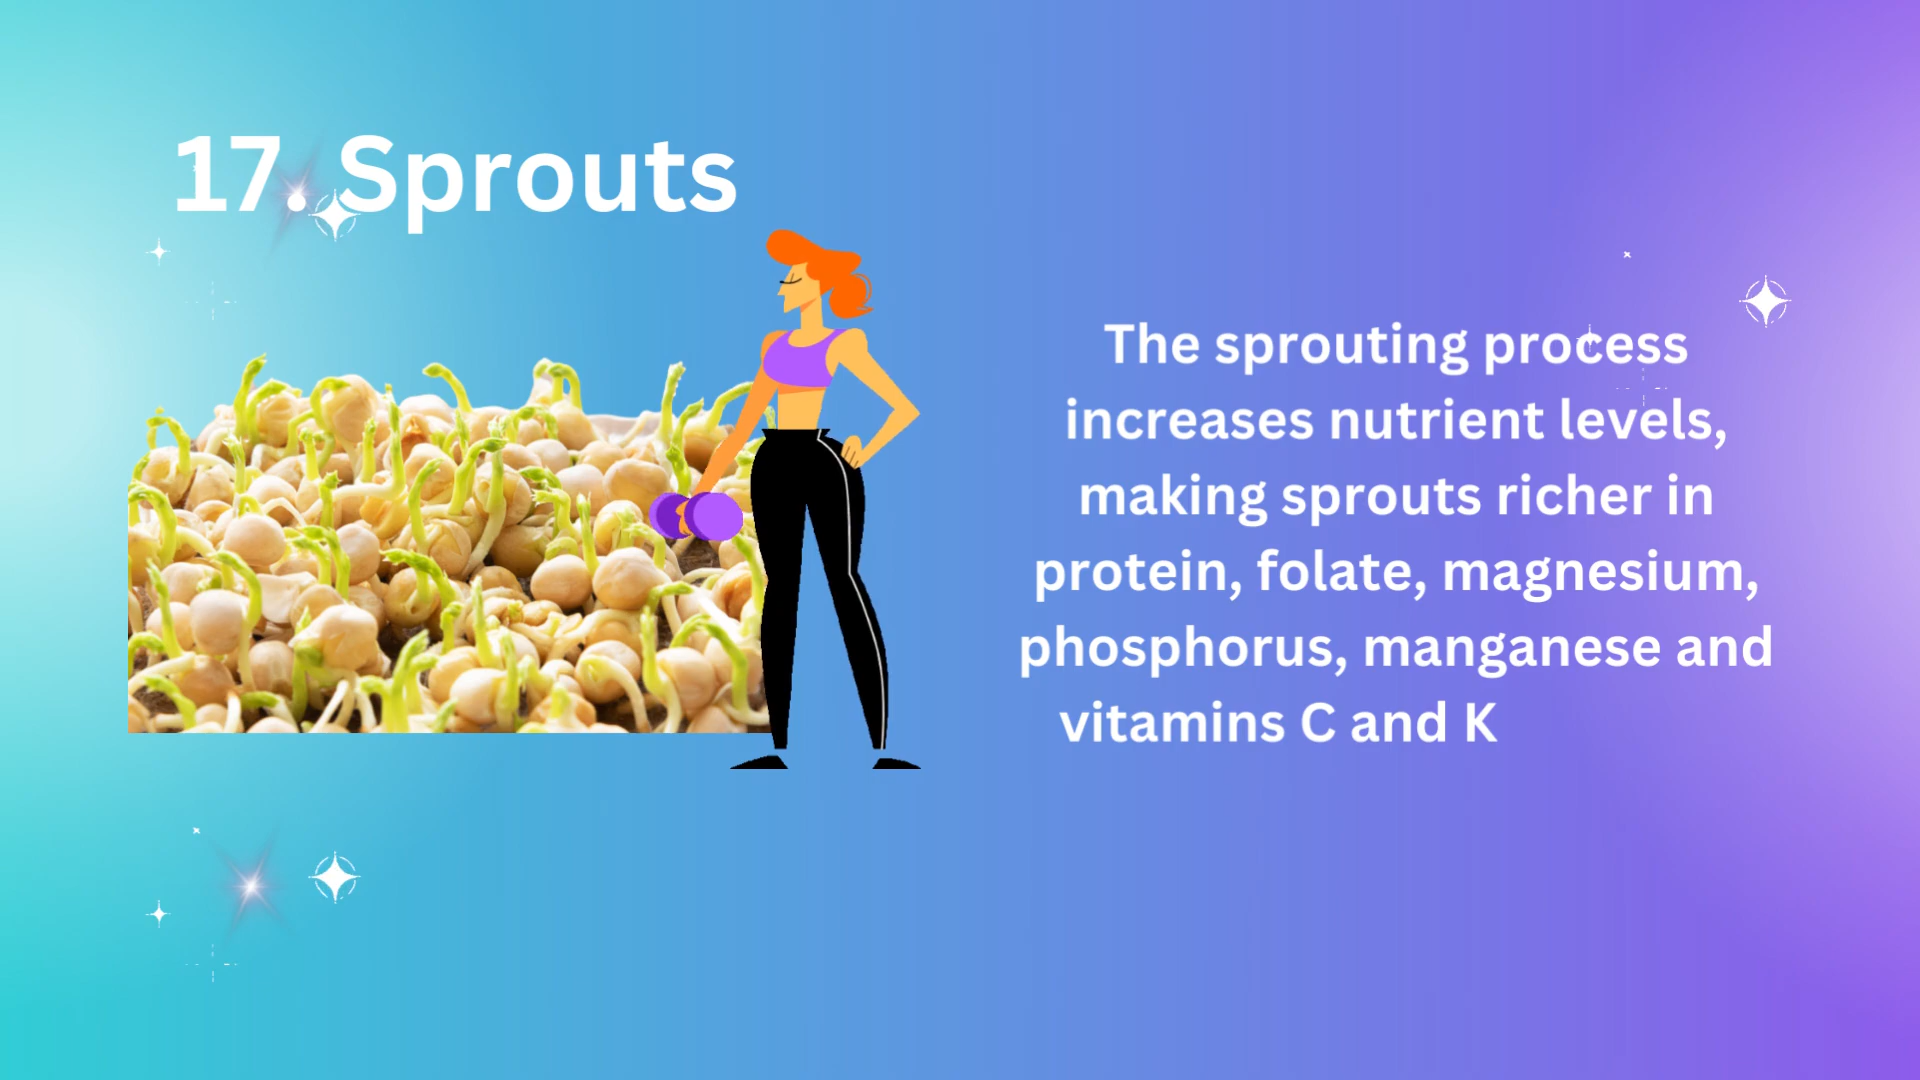 17. Sprouts
The sprouting process
increases nutrient levels,
making sprouts richer in
protein, folate, magnesium,
phosphorus, manganese and
vitamins C and K